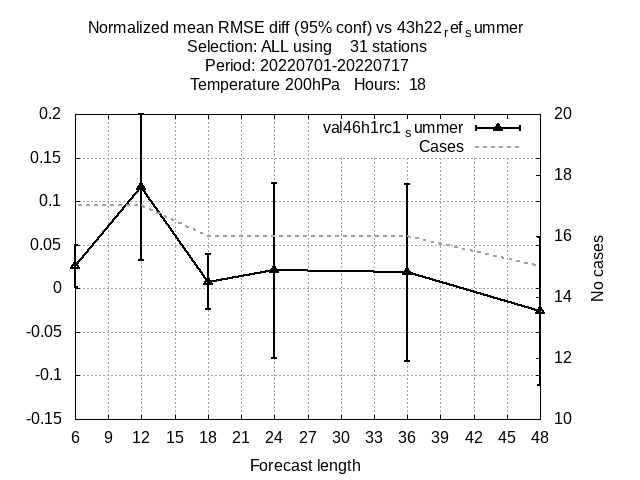 Normalized mean RMSE diff (95% conf) vs 43h22refsummer
Selection: ALL using 31 stations
Period: 20220701-20220717
Temperature 200hPa Hours: 18
val46h1rc1summer
Cases
0.2
0.15
0.1
0.05
0
-0.05
-0.1
-0.15
20
18
16
14
12
10
No cases
6 9 12 15 18 21 24 27 30 33 36 39 42 45 48
Forecast length